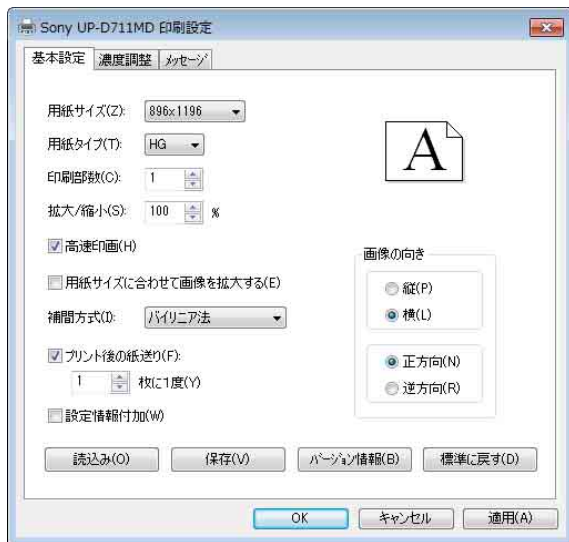 Sony UP-D711MD 印刷設定
基本設定 濃度調整 メッセージ
用紙サイズ(Z): 896x1196
用紙タイプ(T): HG
印刷部数(C): 1
拡大/縮小(S): 100 %
A
高速印画(H)
用紙サイズに合わせて画像を拡大する(E)
補間方式(I): バイリニア法
プリント後の紙送り(F):
1 枚に1度(Y)
設定情報付加(W)
画像の向き
縦(P)
横(L)
正方向(N)
逆方向(R)
読込み(O) 保存(V) バージョン情報(B) 標準に戻す(D)
OK キャンセル 適用(A)